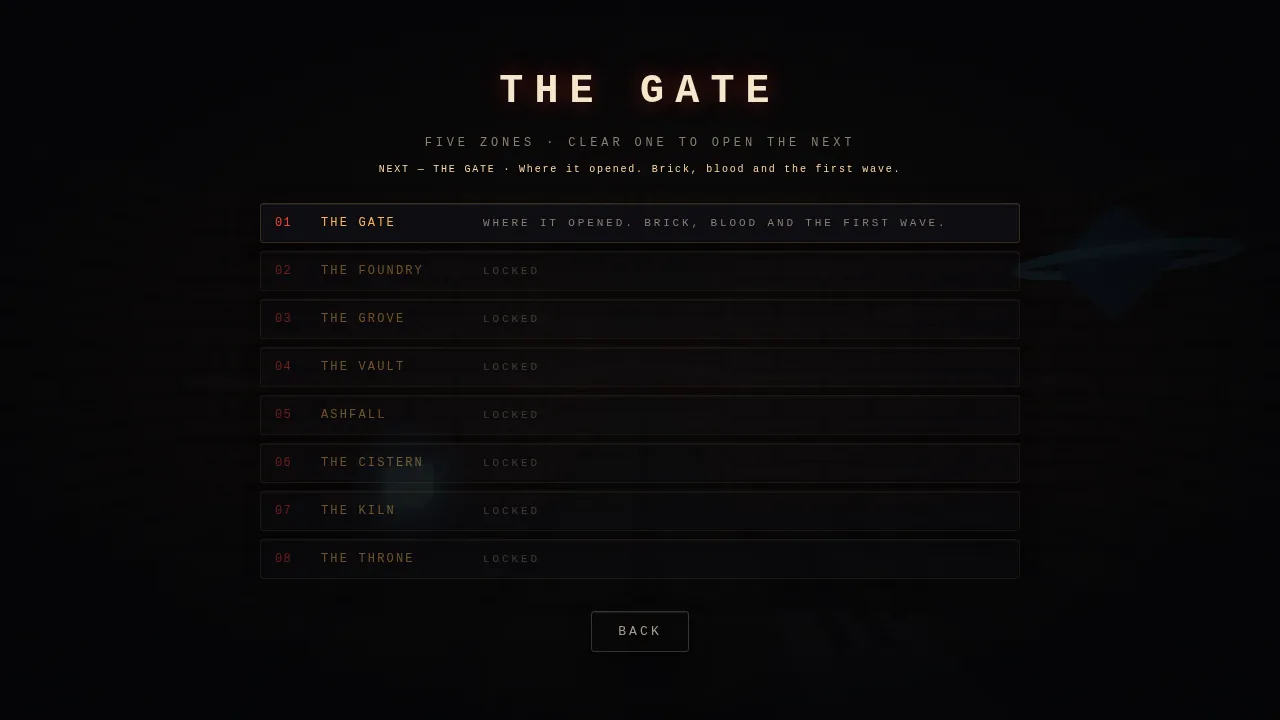 THE GATE
FIVE ZONES · CLEAR ONE TO OPEN THE NEXT
NEXT — THE GATE · Where it opened. Brick, blood and the first wave.
01 THE GATE WHERE IT OPENED. BRICK, BLOOD AND THE FIRST WAVE.
02 THE FOUNDRY LOCKED
03 THE GROVE LOCKED
04 THE VAULT LOCKED
05 ASHFALL LOCKED
06 THE CISTERN LOCKED
07 THE KILN LOCKED
08 THE THRONE LOCKED
BACK